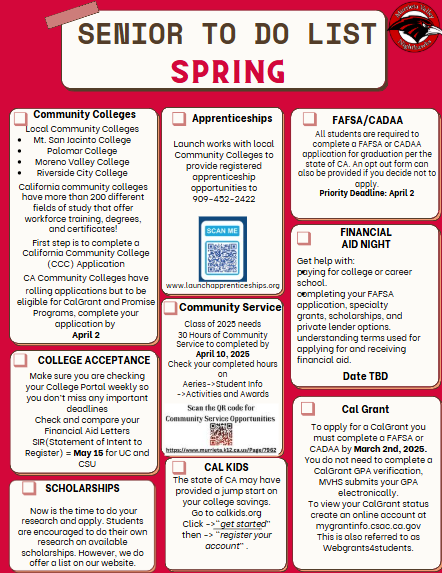 SENIOR TO DO LIST
SPRING
Murrieta Valley
Nighthawks
Community Colleges
Local Community Colleges
Mt. San Jacinto College
Palomar College
Moreno Valley College
Riverside City College
California community colleges
have more than 200 different
fields of study that offer
workforce training, degrees,
and certificates!
First step is to complete a
California Community College
(CCC) Application
CA Community Colleges have
rolling applications but to be
eligible for CalGrant and Promise
Programs, complete your
application by
April 2
COLLEGE ACCEPTANCE
Make sure you are checking
your College Portal weekly so
you don't miss any important
deadlines
Check and compare your
Financial Aid Letters
SIR(Statement of Intent to
Register) = May 15 for UC and
CSU
SCHOLARSHIPS
Now is the time to do your
research and apply. Students
are encouraged to do their own
research on available
scholarships. However, we do
offer a list on our website.
Apprenticeships
Launch works with local
Community Colleges to
provide registered
apprenticeship
opportunities to
909-452-2422
SCAN ME
www.launchapprenticeships.org
Community Service
Class of 2025 needs
30 Hours of Community
Service to completed by
April 10, 2025
Check your completed hours
on
Aeries->Student Info
->Activities and Awards
Scan the QR code for
Community Service Opportunities
https://www.murrieta.k12.ca.us/Page/7962
CAL KIDS
The state of CA may have
provided a jump start on
your college savings.
Go to calkids.org
Click ->"get started"
then -> "register your
account" .
FAFSA/CADAA
All students are required to
complete a FAFSA or CADAA
application for graduation per the
state of CA. An opt out form can
also be provided if you decide not to
apply.
Priority Deadline: April 2
FINANCIAL
AID NIGHT
Get help with:
paying for college or career
school.
completing your FAFSA
application, specialty
grants, scholarships, and
private lender options.
understanding terms used for
applying for and receiving
financial aid.
Date TBD
Cal Grant
To apply for a CalGrant you
must complete a FAFSA or
CADAA by March 2nd, 2025.
You do not need to complete a
CalGrant GPA verification,
MVHS submits your GPA
electronically.
To view your CalGrant status
create an online account at
mygrantinfo.csac.ca.gov
This is also referred to as
Webgrants4students.